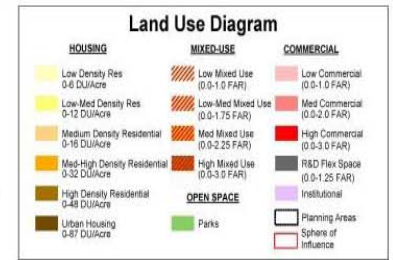 Land Use Diagram
HOUSING
Low Density Res
0-6 DU/Acre
Low-Med Density Res
0-12 DU/Acre
Medium Density Residential
0-16 DU/Acre
Med-High Density Residential
0-32 DU/Acre
High Density Residential
0-48 DU/Acre
Urban Housing
0-87 DU/Acre
MIXED-USE
Low Mixed Use
(0.0-1.0 FAR)
Low-Med Mixed Use
(0.0-1.75 FAR)
Med Mixed Use
(0.0-2.25 FAR)
High Mixed Use
(0.0-3.0 FAR)
OPEN SPACE
Parks
COMMERCIAL
Low Commercial
(0.0-1.0 FAR)
Med Commercial
(0.0-2.0 FAR)
High Commercial
(0.0-3.0 FAR)
R&D Flex Space
(0.0-1.25 FAR)
Institutional
Planning Areas
Sphere of
Influence